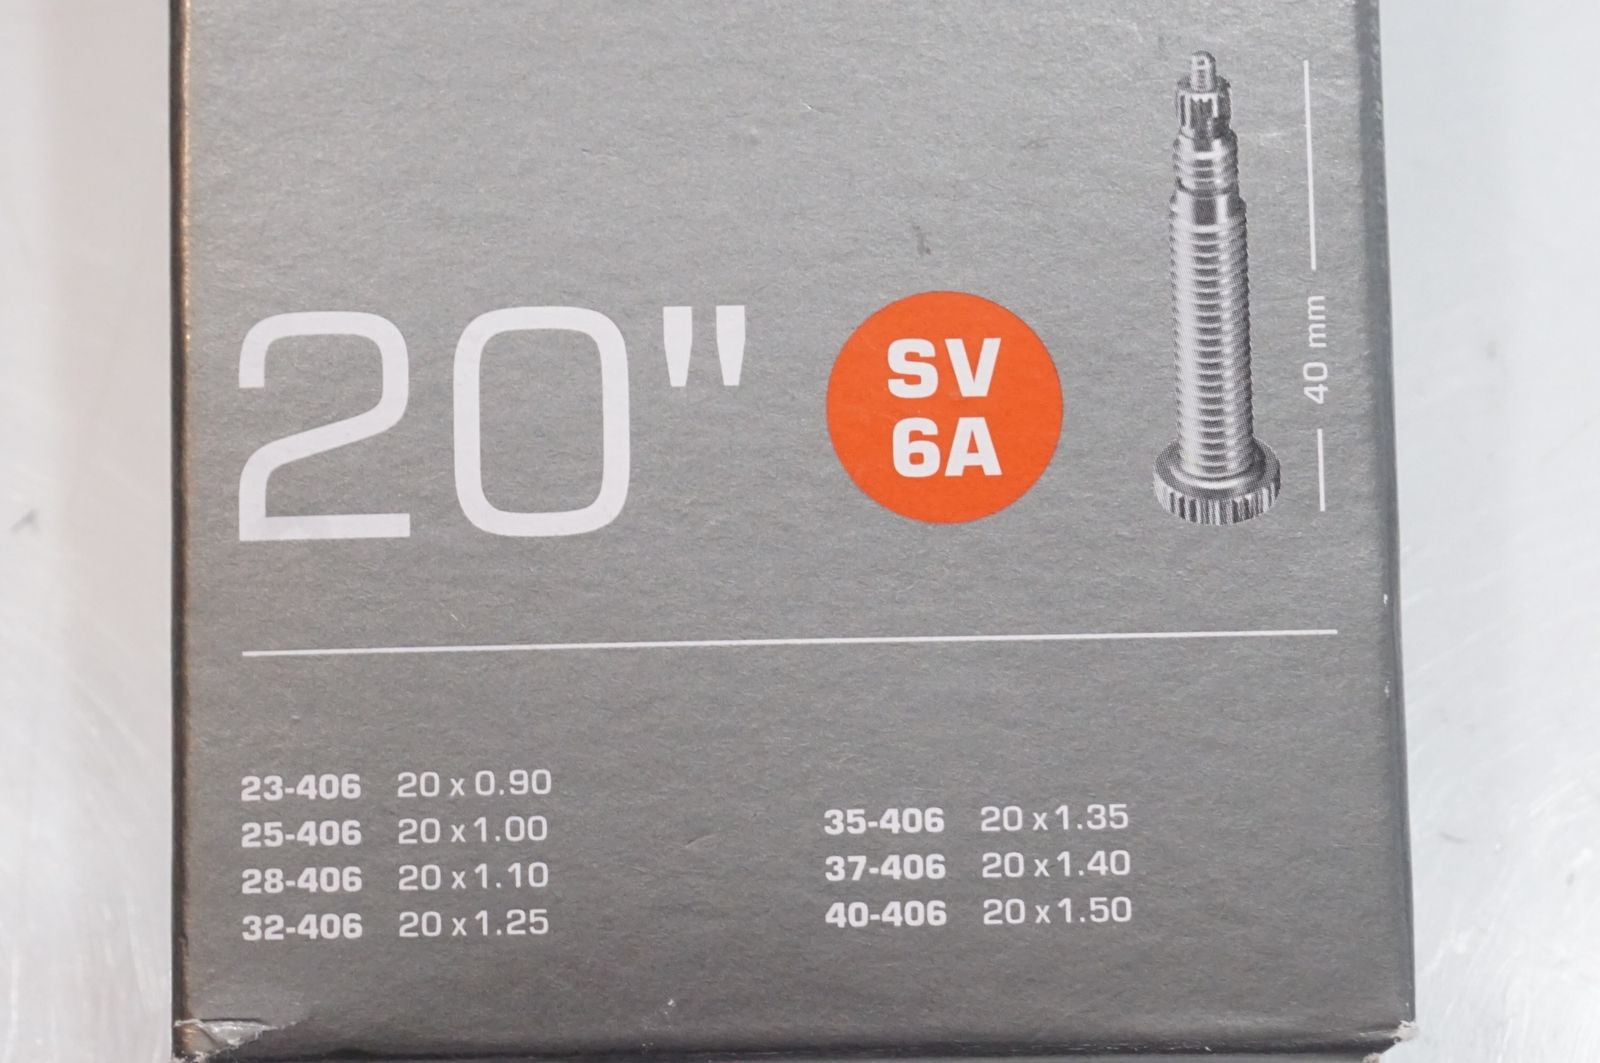 20"
SV
6A
40 mm
23-406 20 x 0.90
25-406 20 x 1.00
28-406 20 x 1.10
32-406 20 x 1.25
35-406 20 x 1.35
37-406 20 x 1.40
40-406 20 x 1.50